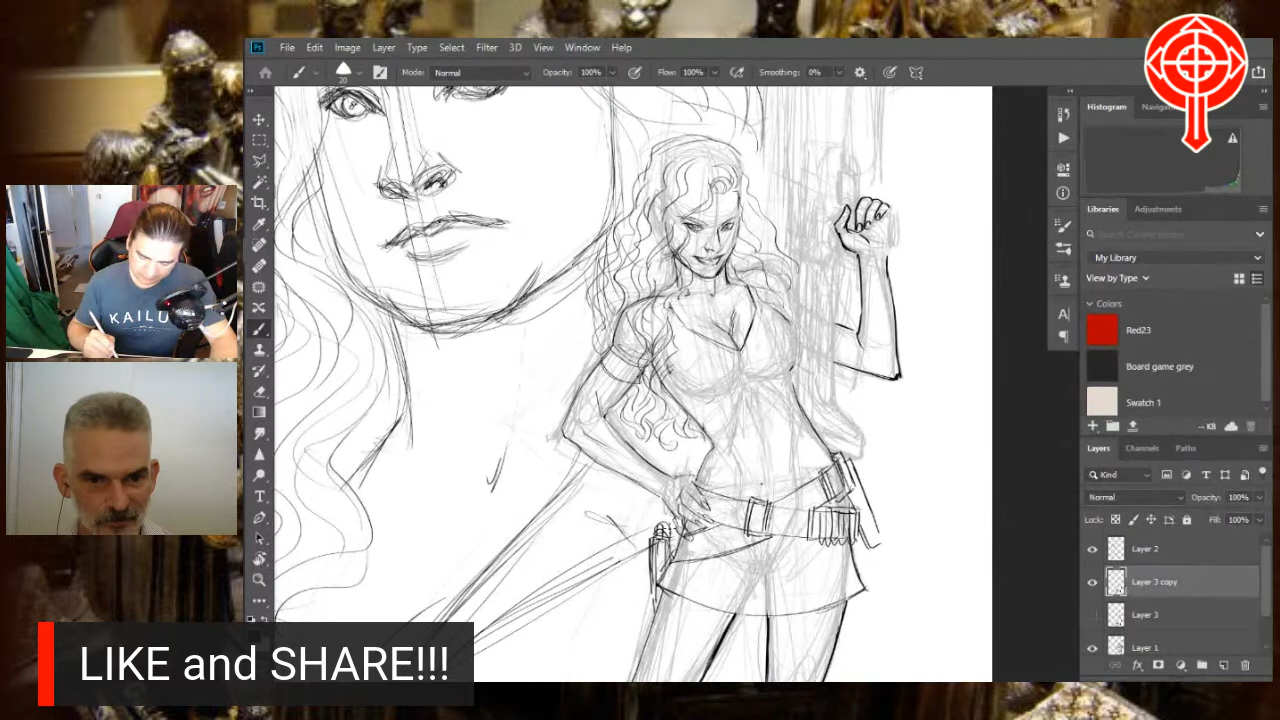 Ps File Edit Image Layer Type Select Filter 3D View Window Help
20 Mode: Normal Opacity: 100% Flow: 100% Smoothing: 0%
Histogram
Libraries Adjustments
My Library
View by Type
Colors
Red23
Board game grey
Swatch 1
-- KB
Layers Channels Paths
Kind
Normal Opacity: 100%
Lock: Fill: 100%
Layer 2
Layer 3 copy
Layer 3
Layer 1
KAILU
LIKE and SHARE!!!